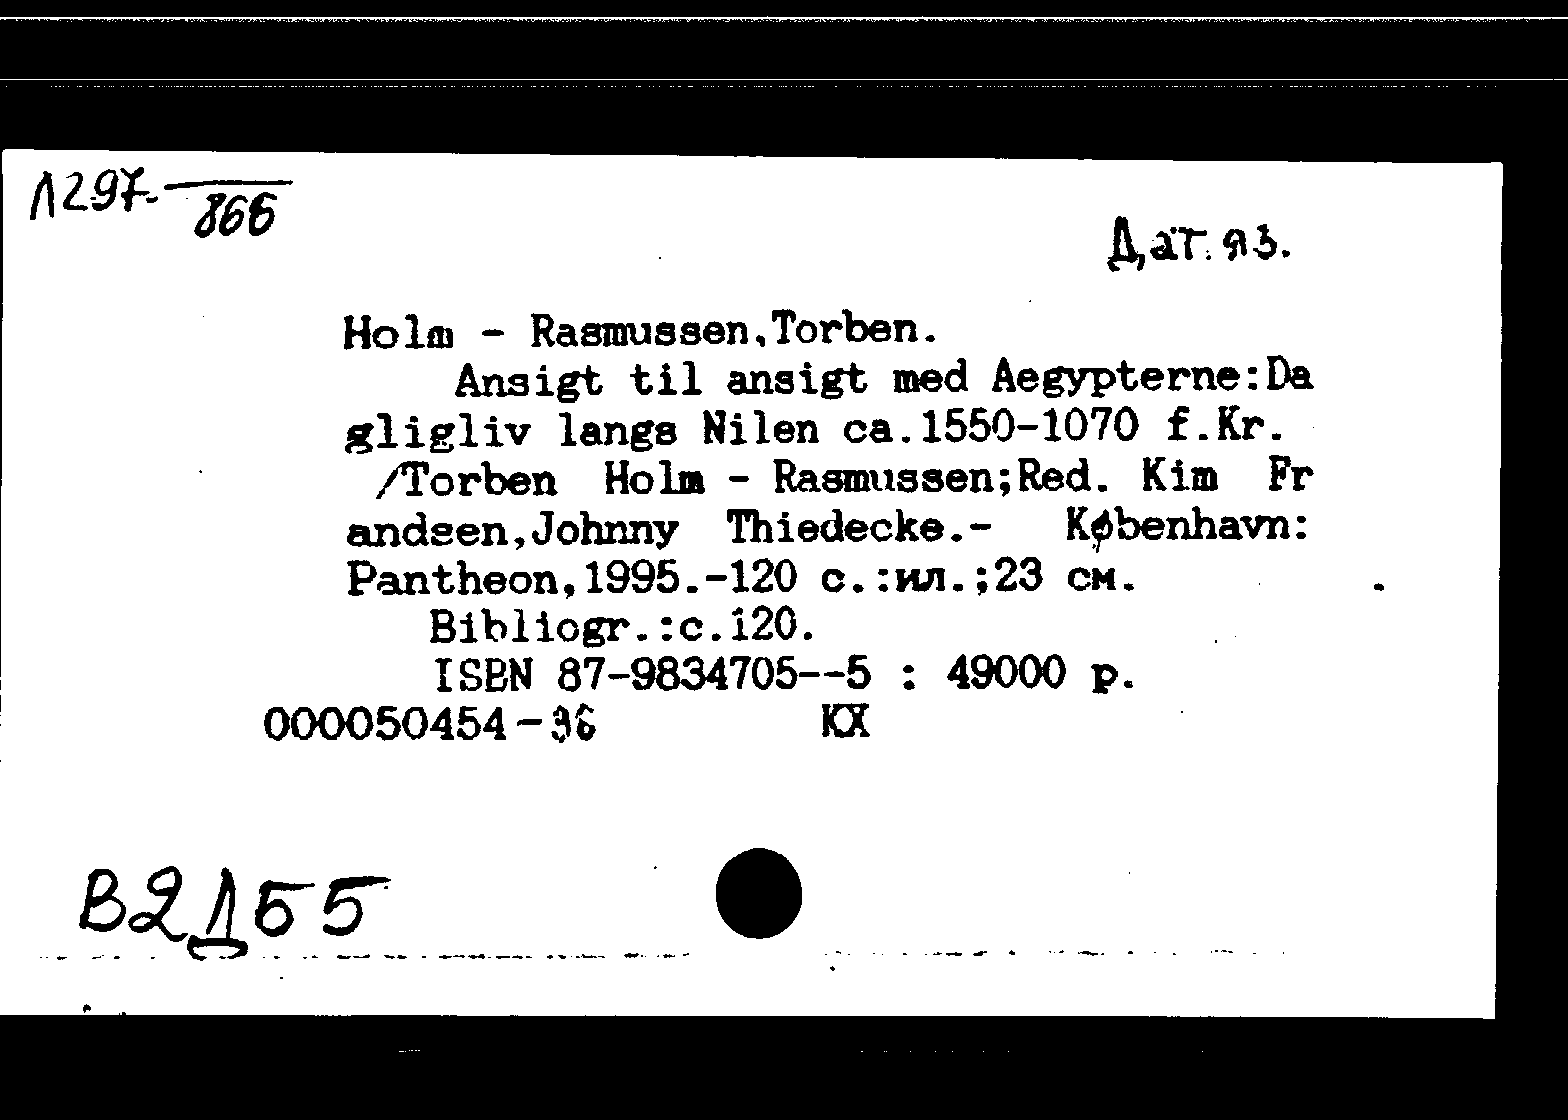 Л297-
866
Дат. яз.
Holm - Rasmussen,Torben.
Ansigt til ansigt med Aegypterne:Da
gligliv langs Nilen ca.1550-1070 f.Kr.
/Torben Holm - Rasmussen;Red. Kim Fr
andsen,Johnny Thiedecke.- København:
Pantheon,1995.-120 с.:ил.;23 см.
Bibliogr.:с.120.
ISBN 87-9834705--5 : 49000 р.
000050454-36 КХ
В2Д55